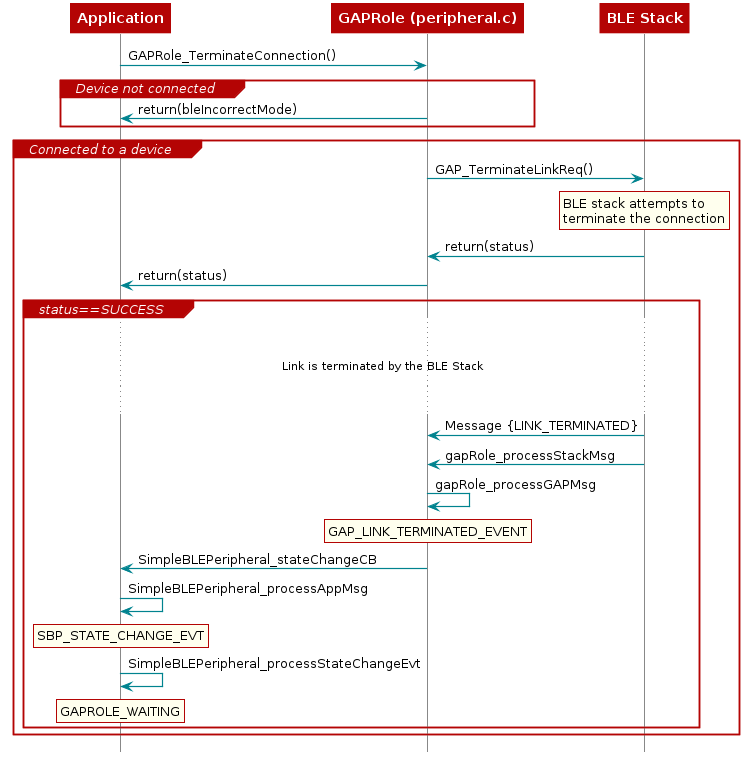 Application
GAPRole (peripheral.c)
BLE Stack
GAPRole_TerminateConnection()
Device not connected
return(bleIncorrectMode)
Connected to a device
GAP_TerminateLinkReq()
BLE stack attempts to
terminate the connection
return(status)
return(status)
status==SUCCESS
Link is terminated by the BLE Stack
Message {LINK_TERMINATED}
gapRole_processStackMsg
gapRole_processGAPMsg
GAP_LINK_TERMINATED_EVENT
SimpleBLEPeripheral_stateChangeCB
SimpleBLEPeripheral_processAppMsg
SBP_STATE_CHANGE_EVT
SimpleBLEPeripheral_processStateChangeEvt
GAPROLE_WAITING